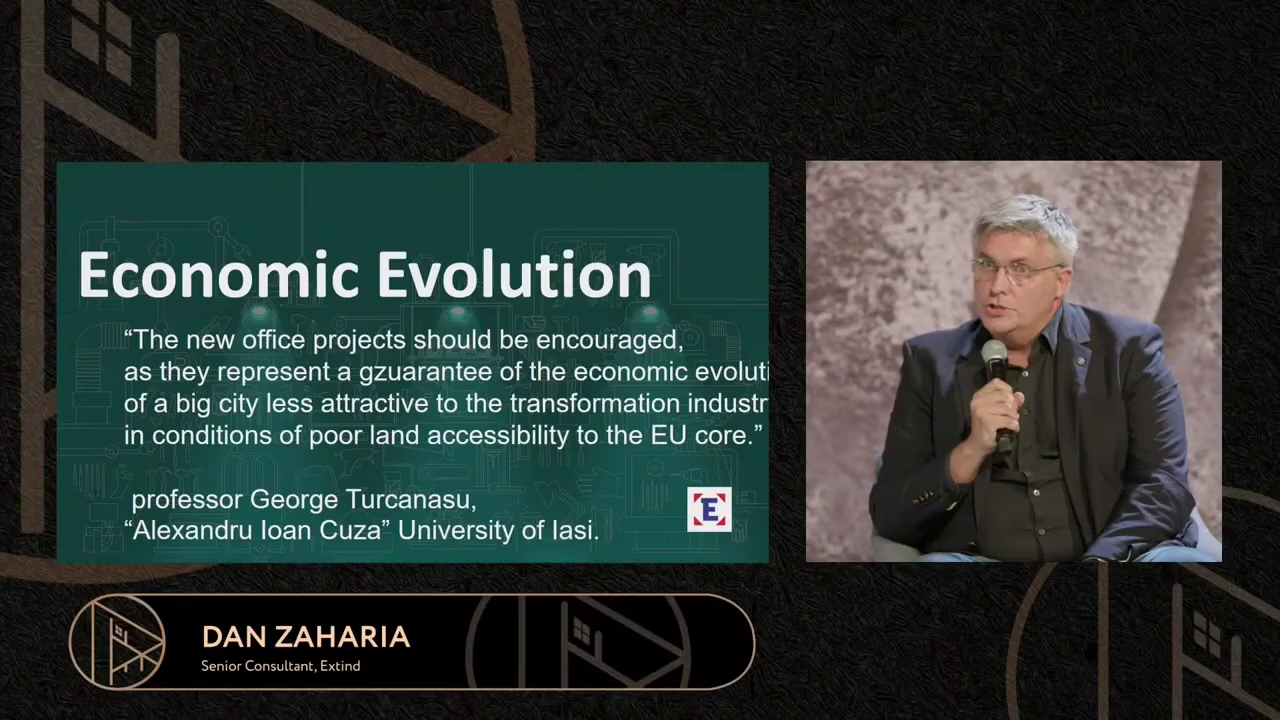 Economic Evolution
“The new office projects should be encouraged,
as they represent a gzuarantee of the economic evoluti
of a big city less attractive to the transformation industr
in conditions of poor land accessibility to the EU core.”
professor George Turcanasu,
“Alexandru Ioan Cuza” University of Iasi.
E
DAN ZAHARIA
Senior Consultant, Extind